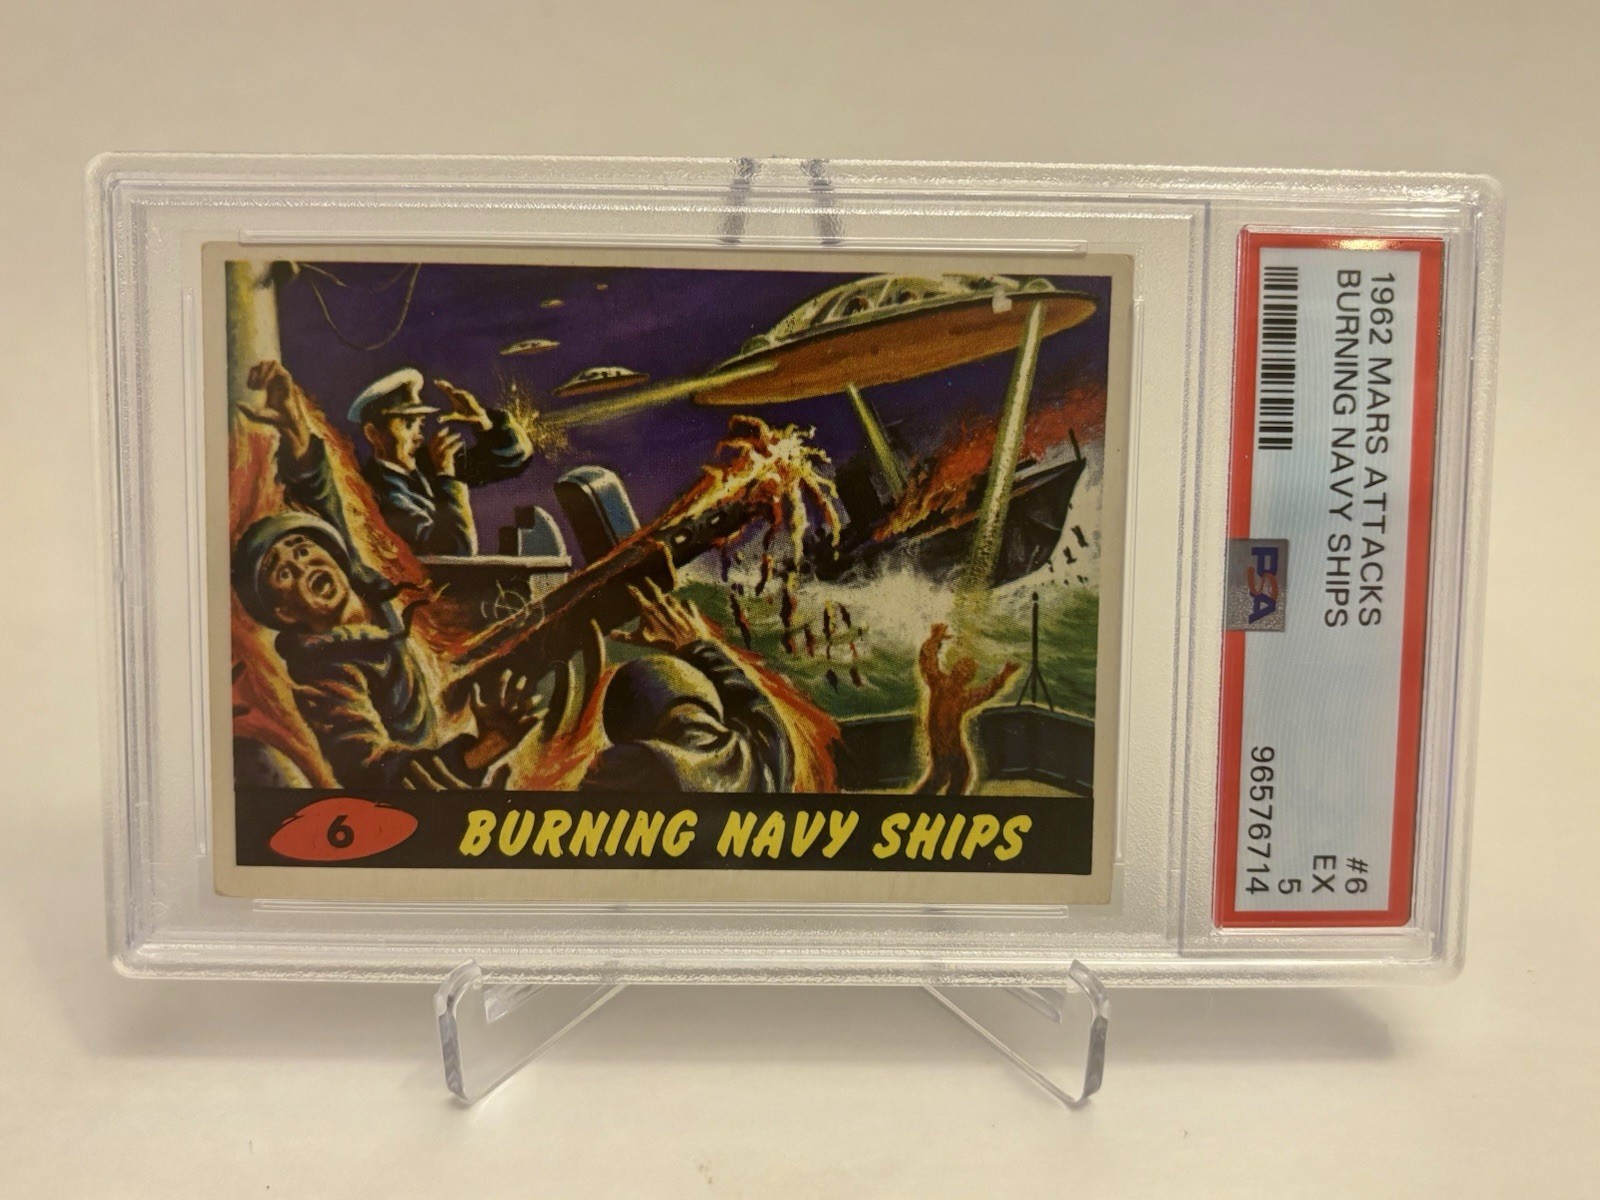 6
BURNING NAVY SHIPS
1962 MARS ATTACKS
#6
BURNING NAVY SHIPS
EX
5
PSA
96576714